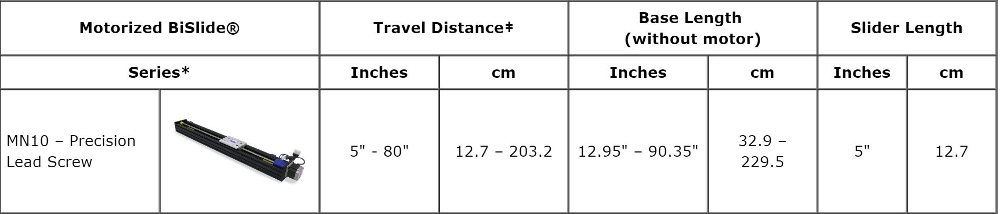 Motorized BiSlide®
Travel Distance‡
Base Length
(without motor)
Slider Length
Series*
Inches
cm
Inches
cm
Inches
cm
MN10 – Precision
Lead Screw
5" - 80"
12.7 – 203.2
12.95" – 90.35"
32.9 –
229.5
5"
12.7